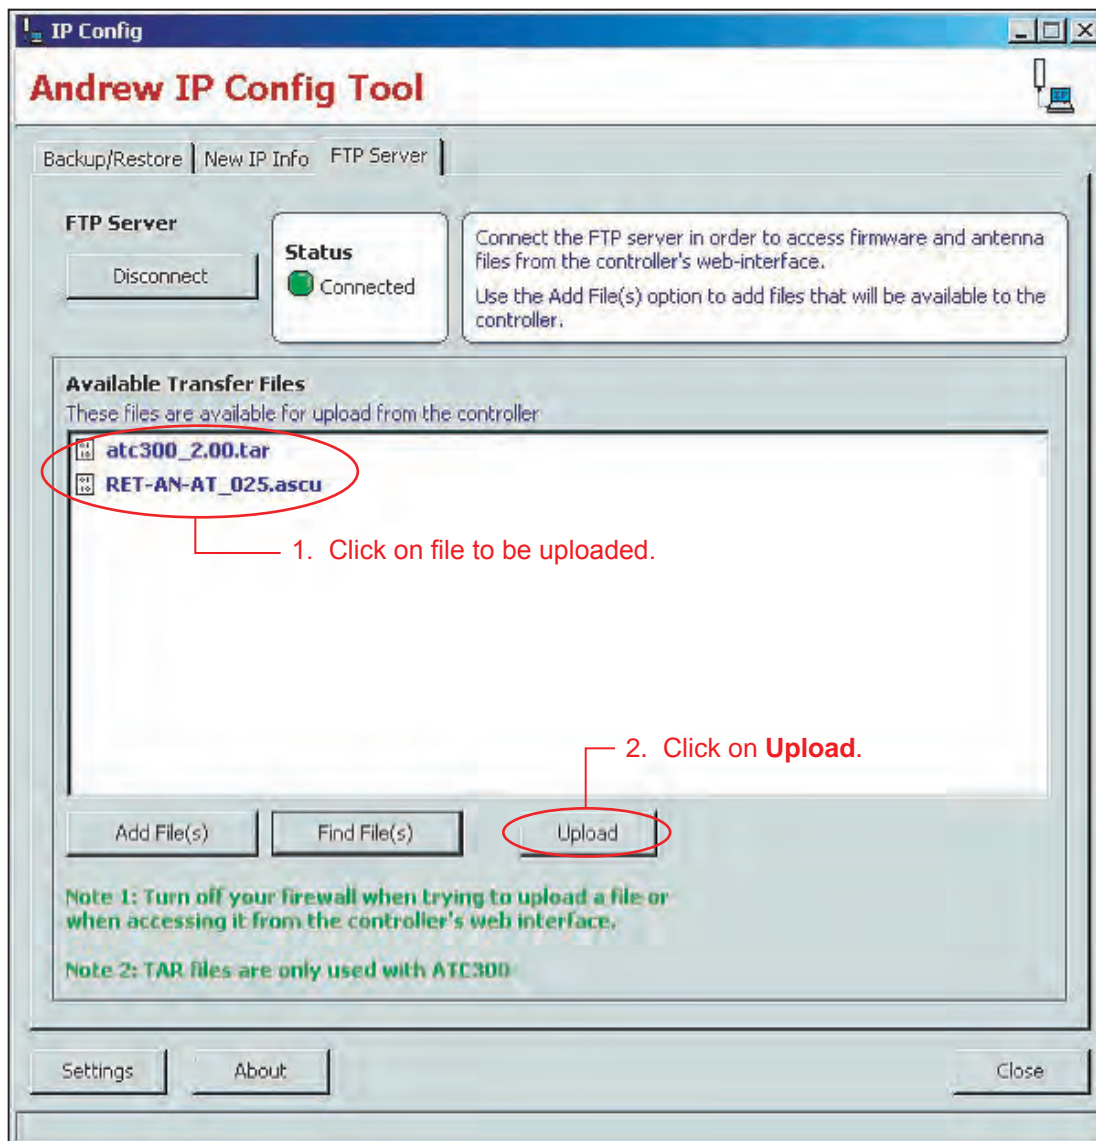 IP Config
Andrew IP Config Tool
Backup/Restore New IP Info FTP Server
FTP Server
Disconnect
Status
Connected
Connect the FTP server in order to access firmware and antenna
files from the controller's web-interface.
Use the Add File(s) option to add files that will be available to the
controller.
Available Transfer Files
These files are available for upload from the controller
atc300_2.00.tar
RET-AN-AT_025.ascu
1. Click on file to be uploaded.
2. Click on Upload.
Add File(s) Find File(s) Upload
Note 1: Turn off your firewall when trying to upload a file or
when accessing it from the controller's web interface.
Note 2: TAR files are only used with ATC300
Settings About Close